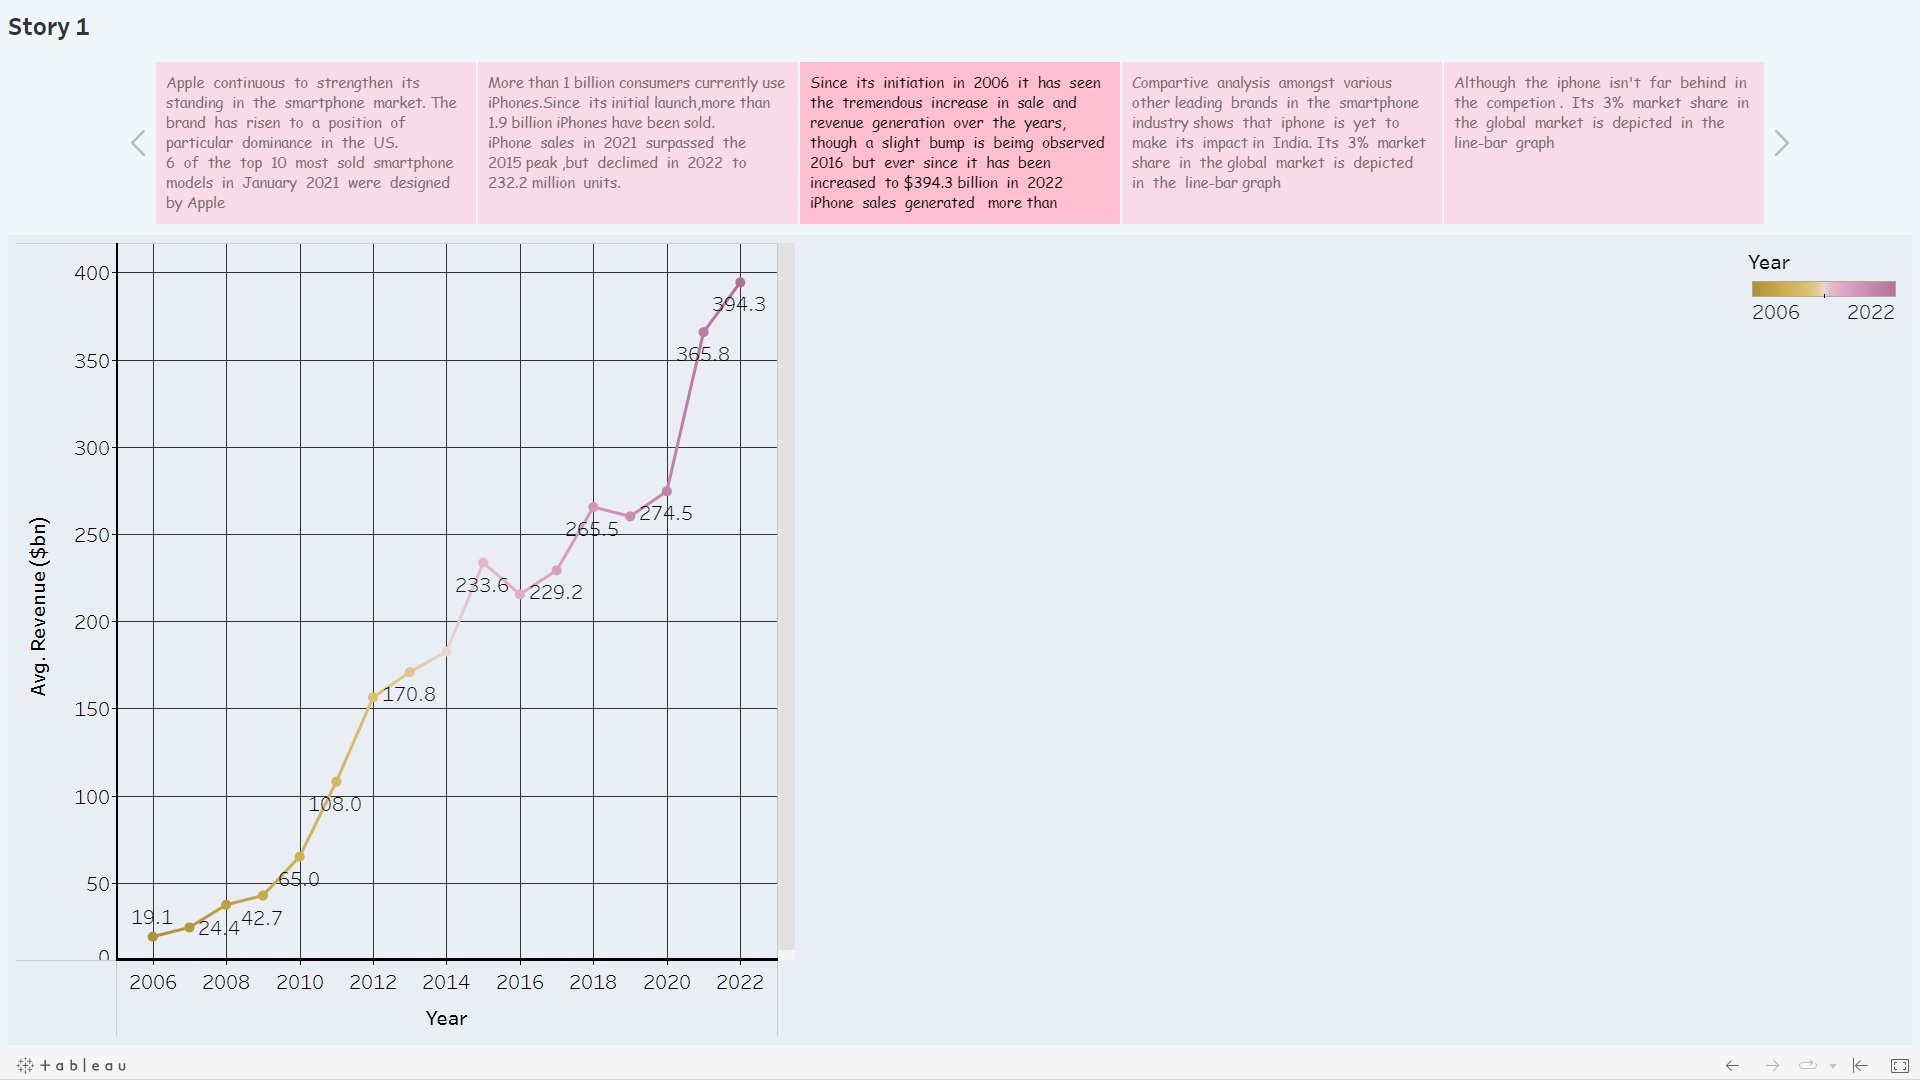 Story 1
Apple continuous to strengthen its
standing in the smartphone market. The
brand has risen to a position of
particular dominance in the US.
6 of the top 10 most sold smartphone
models in January 2021 were designed
by Apple
More than 1 billion consumers currently use
iPhones.Since its initial launch,more than
1.9 billion iPhones have been sold.
iPhone sales in 2021 surpassed the
2015 peak ,but declimed in 2022 to
232.2 million units.
Since its initiation in 2006 it has seen
the tremendous increase in sale and
revenue generation over the years,
though a slight bump is beimg observed
2016 but ever since it has been
increased to $394.3 billion in 2022
iPhone sales generated more than
Compartive analysis amongst various
other leading brands in the smartphone
industry shows that iphone is yet to
make its impact in India. Its 3% market
share in the global market is depicted
in the line-bar graph
Although the iphone isn't far behind in
the competion . Its 3% market share in
the global market is depicted in the
line-bar graph
Year
2006 2022
400
350
300
250
200
150
100
50
0
Avg. Revenue ($bn)
19.1
24.4
42.7
65.0
108.0
170.8
233.6
229.2
265.5
274.5
365.8
394.3
2006 2008 2010 2012 2014 2016 2018 2020 2022
Year
+ableau